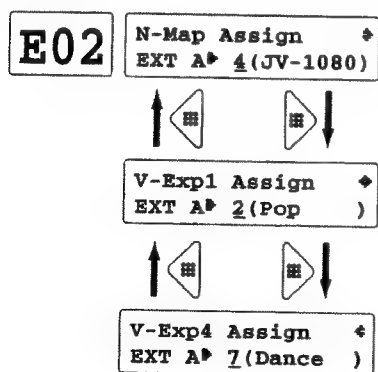 E02
N-Map Assign
EXT A 4(JV-1080)
V-Exp1 Assign
EXT A 2(Pop )
V-Exp4 Assign
EXT A 7(Dance )